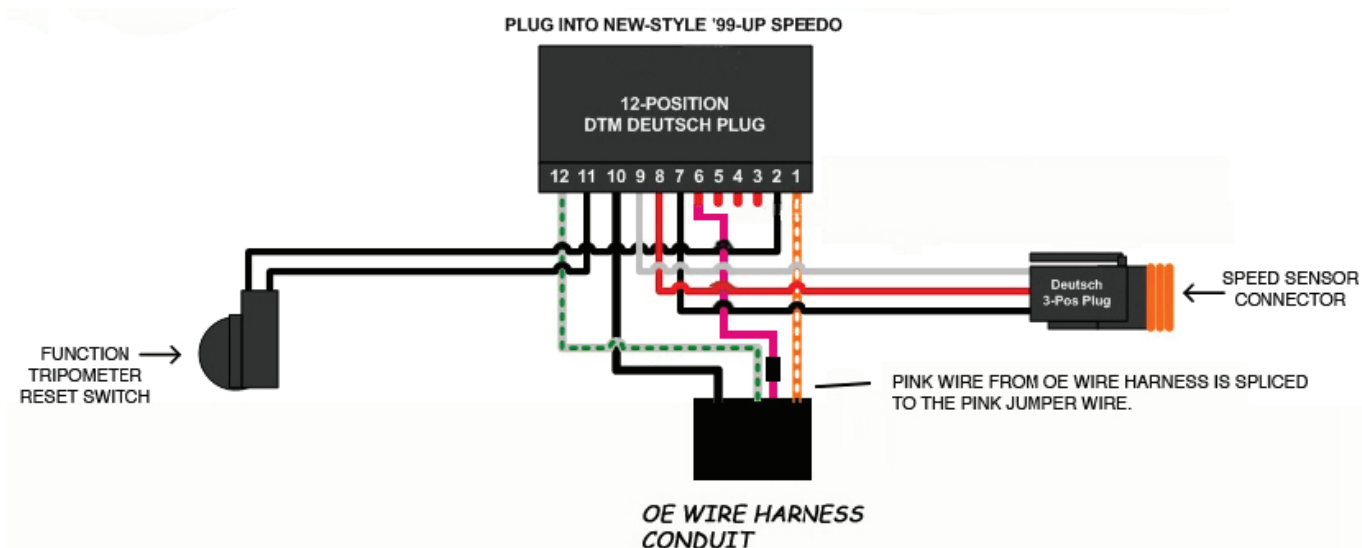 PLUG INTO NEW-STYLE '99-UP SPEEDO
12-POSITION
DTM DEUTSCH PLUG
12 11 10 9 8 7 6 5 4 3 2 1
Deutsch
3-Pos Plug
SPEED SENSOR
CONNECTOR
FUNCTION
TRIPOMETER
RESET SWITCH
PINK WIRE FROM OE WIRE HARNESS IS SPLICED
TO THE PINK JUMPER WIRE.
OE WIRE HARNESS
CONDUIT